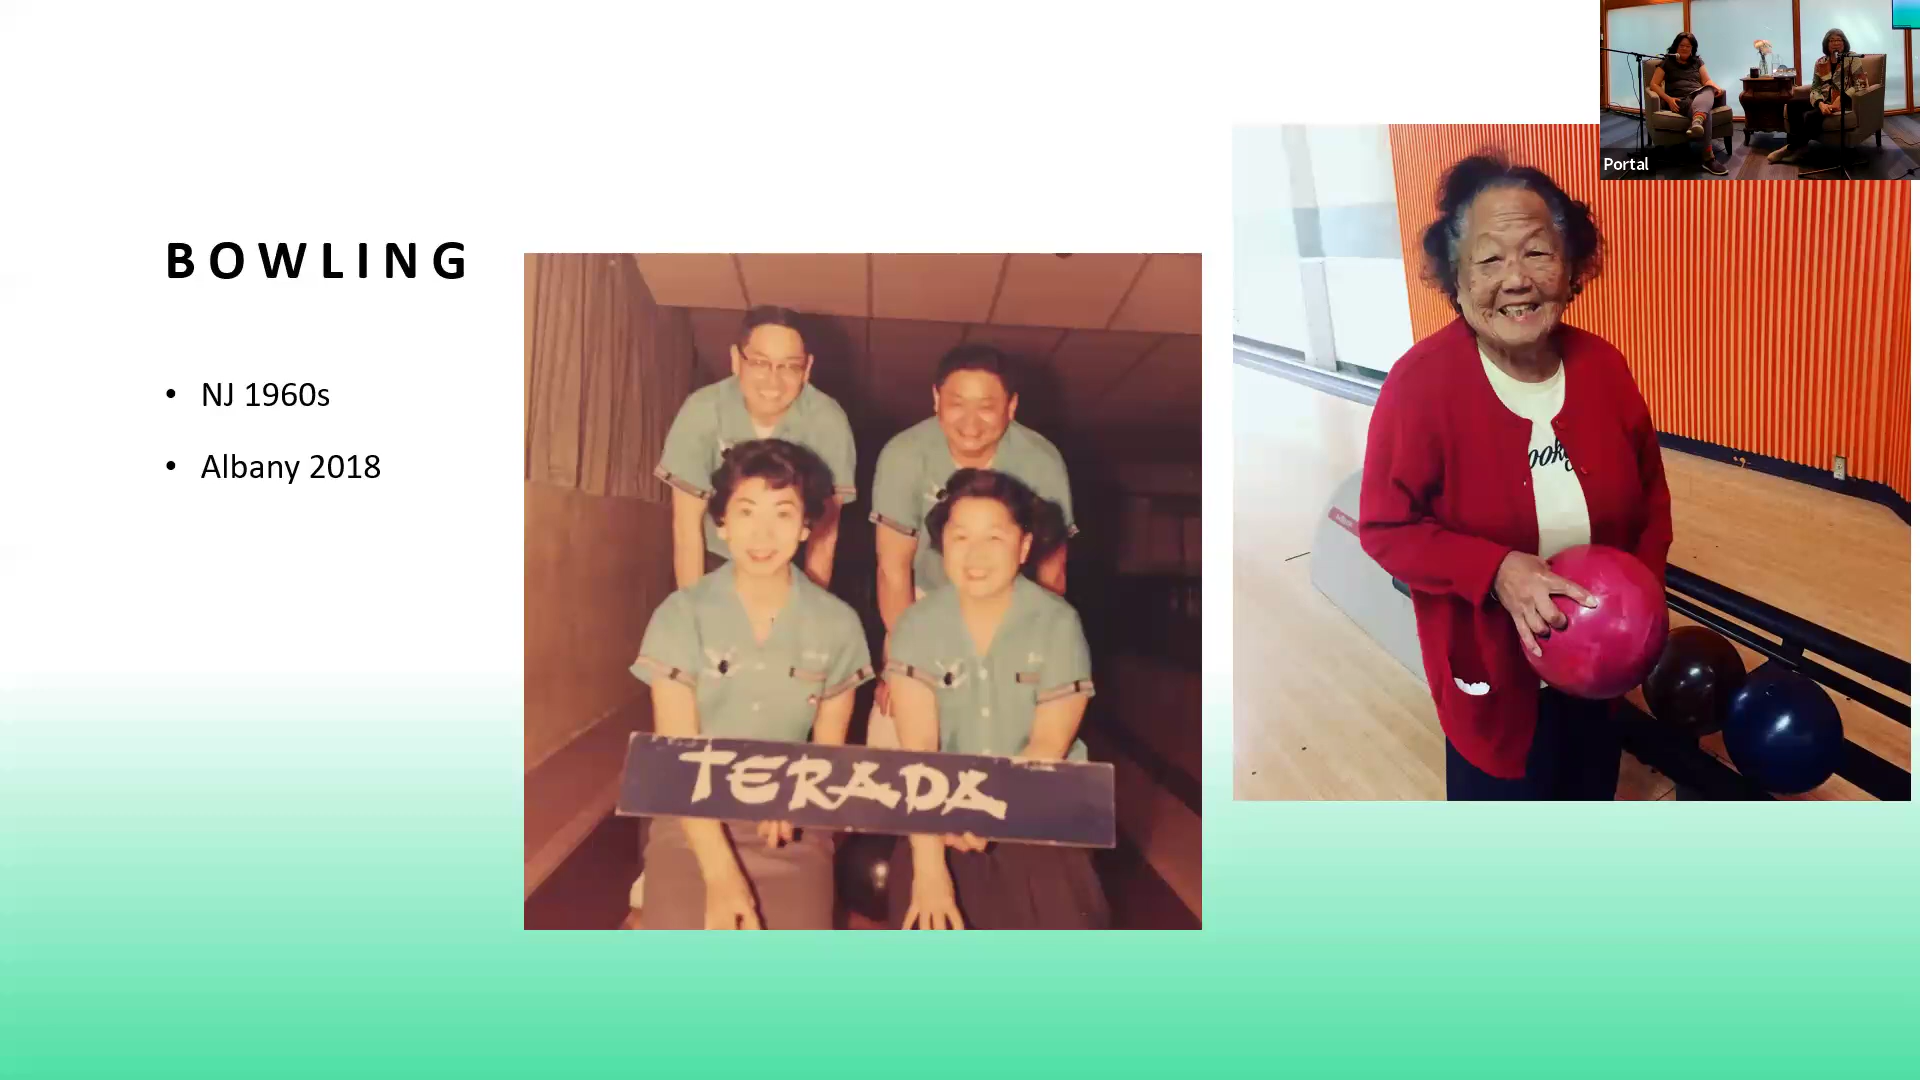 BOWLING
• NJ 1960s
• Albany 2018
TERADA
Portal